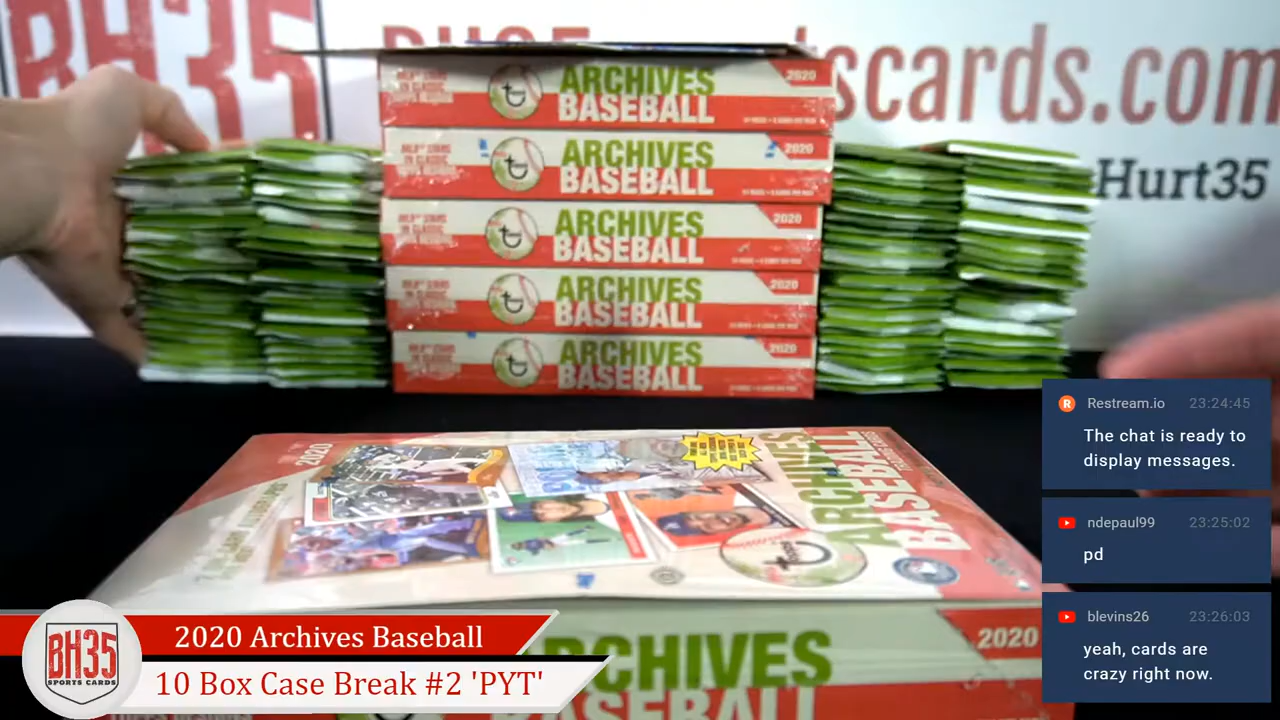 BH35
BH35
scards.com
Hurt35
ARCHIVES
BASEBALL
2020
ARCHIVES
BASEBALL
2020
ARCHIVES
BASEBALL
2020
ARCHIVES
BASEBALL
2020
ARCHIVES
BASEBALL
2020
2020
ARCHIVES
BASEBALL
topps
ARCHIVES
BASEBALL
2020
Restream.io 23:24:45
The chat is ready to
display messages.
ndepaul99 23:25:02
pd
blevins26 23:26:03
yeah, cards are
crazy right now.
BH35
SPORTS CARDS
2020 Archives Baseball
10 Box Case Break #2 'PYT'